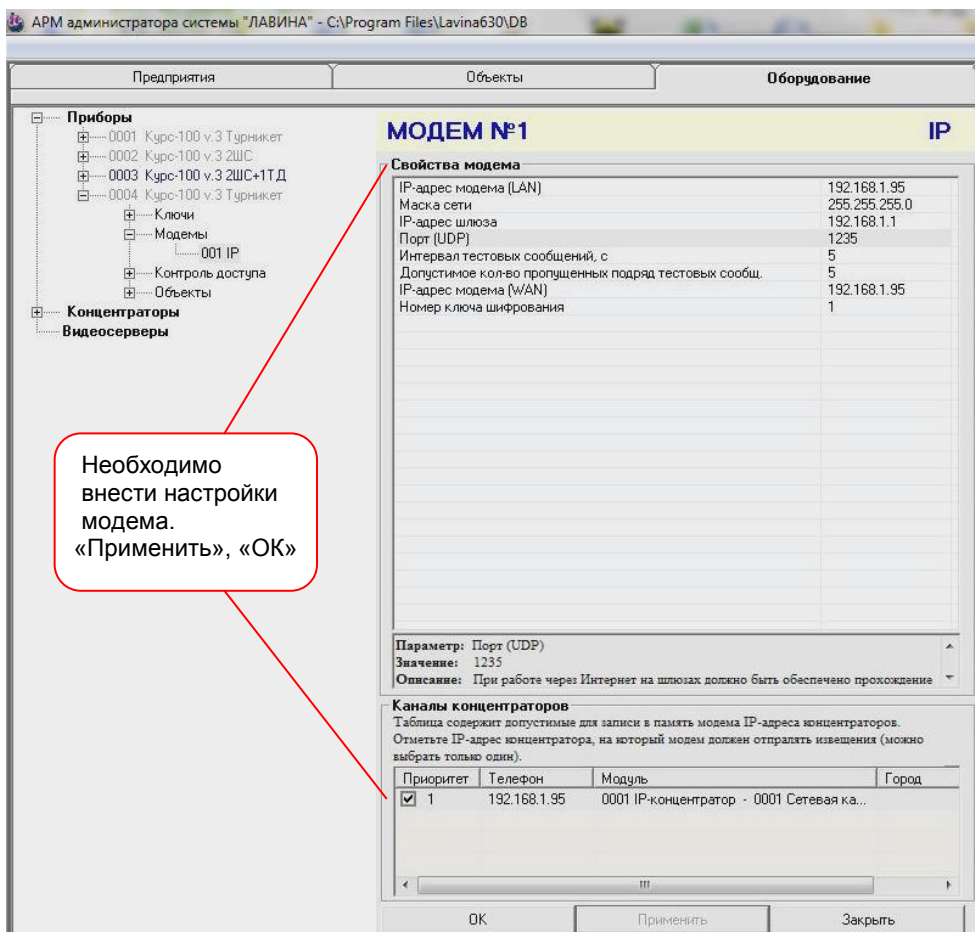 АРМ администратора системы "ЛАВИНА" - C:\Program Files\Lavina630\DB
Предприятия Объекты Оборудование
Приборы
0001 Курс-100 v.3 Турникет
0002 Курс-100 v.3 2ШС
0003 Курс-100 v.3 2ШС+1ТД
0004 Курс-100 v.3 Турникет
Ключи
Модемы
001 IP
Контроль доступа
Объекты
Концентраторы
Видеосерверы
Необходимо
внести настройки
модема.
«Применить», «ОК»
МОДЕМ №1 IP
Свойства модема
IP-адрес модема (LAN) 192.168.1.95
Маска сети 255.255.255.0
IP-адрес шлюза 192.168.1.1
Порт (UDP) 1235
Интервал тестовых сообщений, с 5
Допустимое кол-во пропущенных подряд тестовых сообщ. 5
IP-адрес модема (WAN) 192.168.1.95
Номер ключа шифрования 1
Параметр: Порт (UDP)
Значение: 1235
Описание: При работе через Интернет на шлюзах должно быть обеспечено прохождение
Каналы концентраторов
Таблица содержит допустимые для записи в память модема IP-адреса концентраторов.
Отметьте IP-адрес концентратора, на который модем должен отпралять извещения (можно
выбрать только один).
Приоритет Телефон Модуль Город
1 192.168.1.95 0001 IP-концентратор - 0001 Сетевая ка...
ОК Применить Закрыть